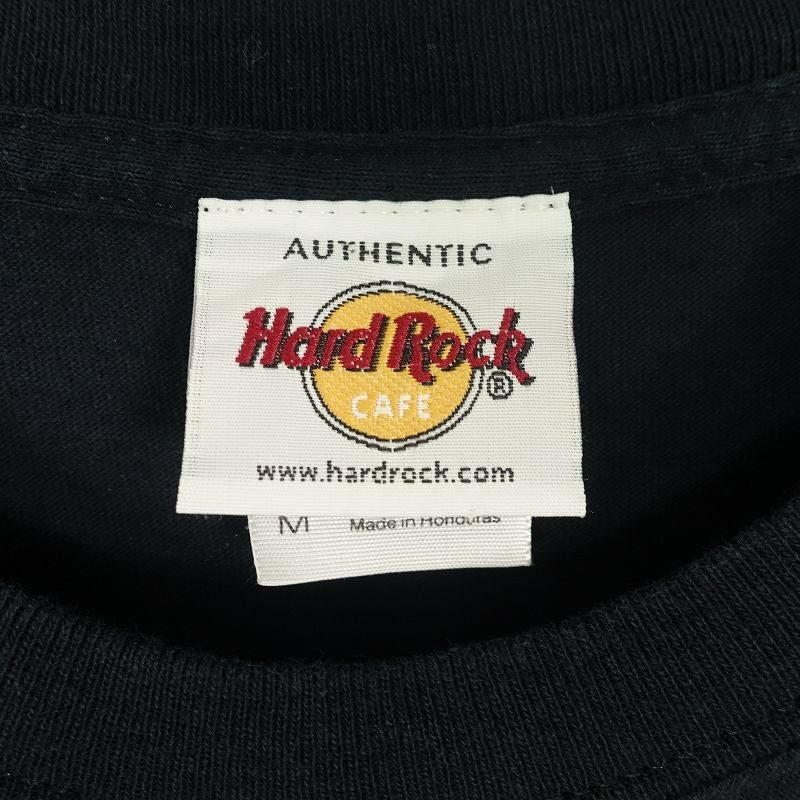 AUTHENTIC
Hard Rock
®
CAFE
www.hardrock.com
M Made in Honduras